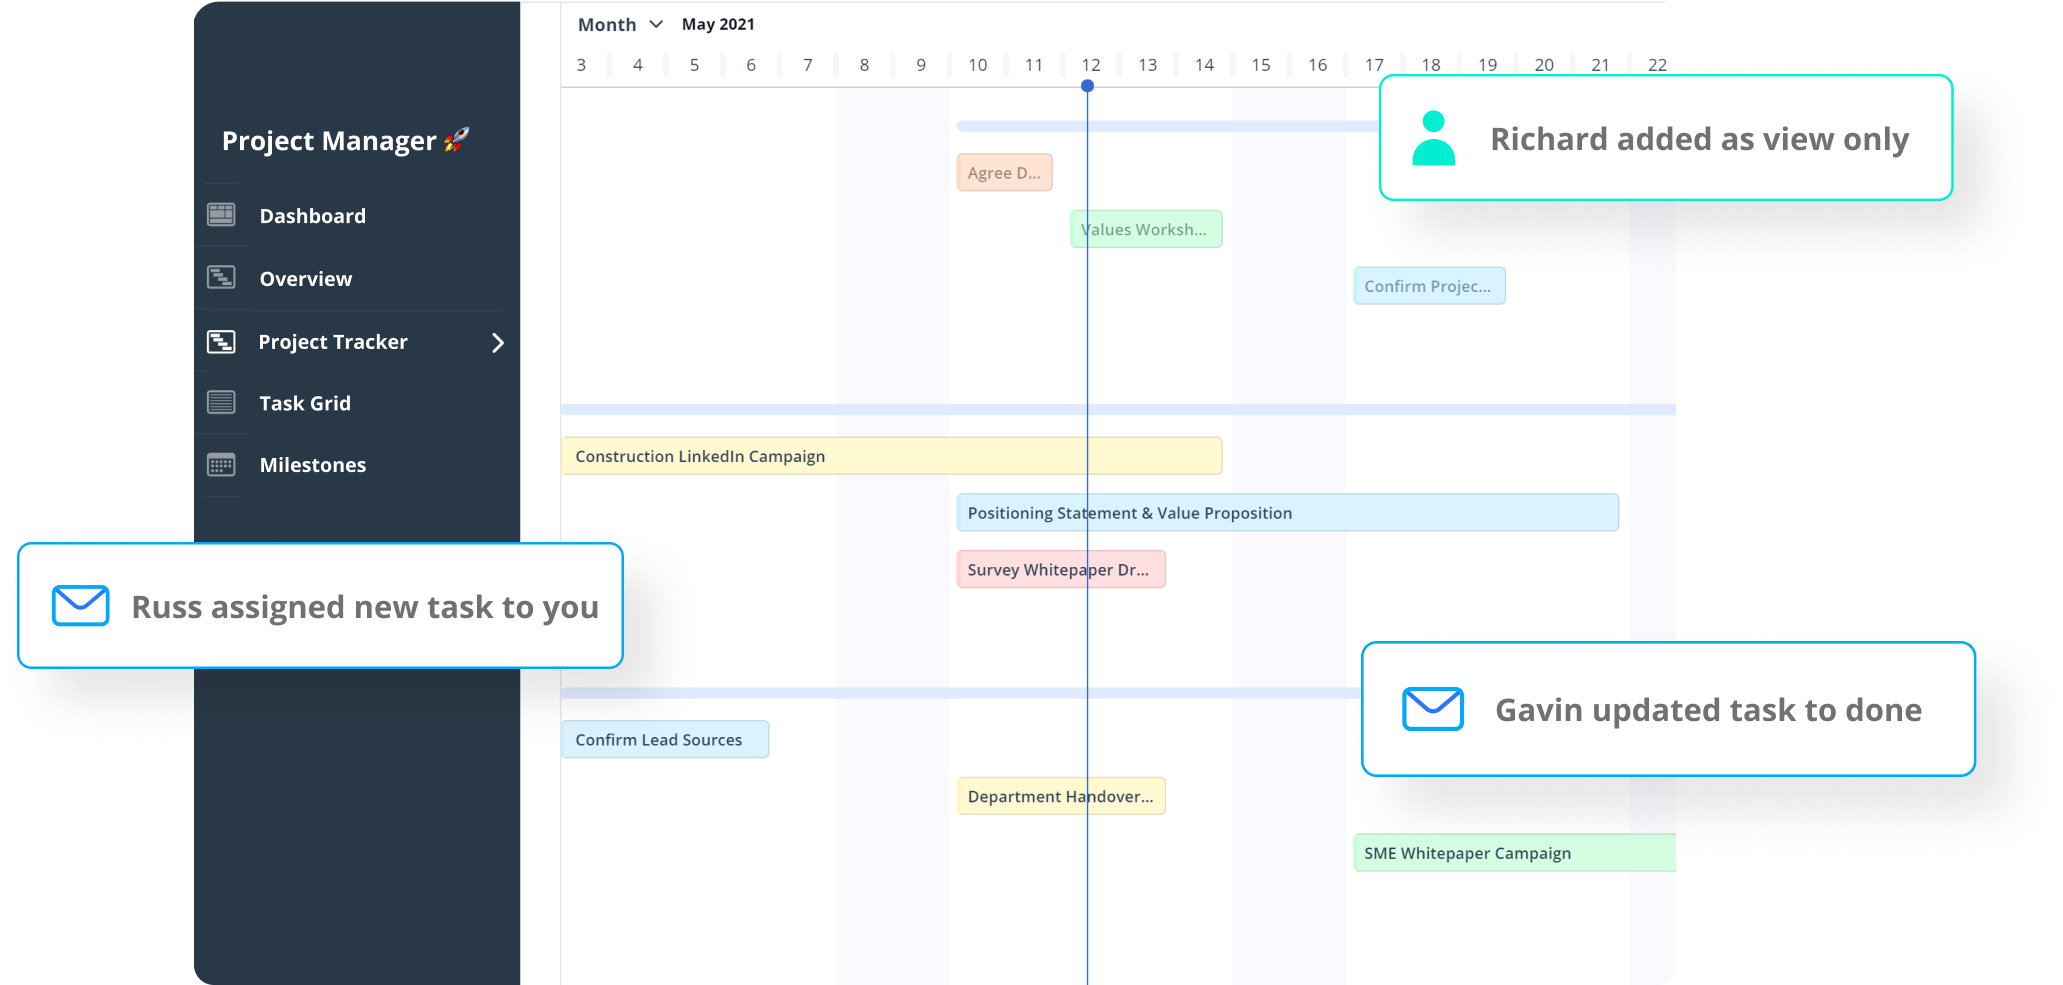 Month May 2021
3 4 5 6 7 8 9 10 11 12 13 14 15 16 17 18 19 20 21 22
Project Manager
Dashboard
Overview
Project Tracker
Task Grid
Milestones
Richard added as view only
Agree D...
Values Worksh...
Confirm Projec...
Construction LinkedIn Campaign
Positioning Statement & Value Proposition
Survey Whitepaper Dr...
Russ assigned new task to you
Gavin updated task to done
Confirm Lead Sources
Department Handover...
SME Whitepaper Campaign